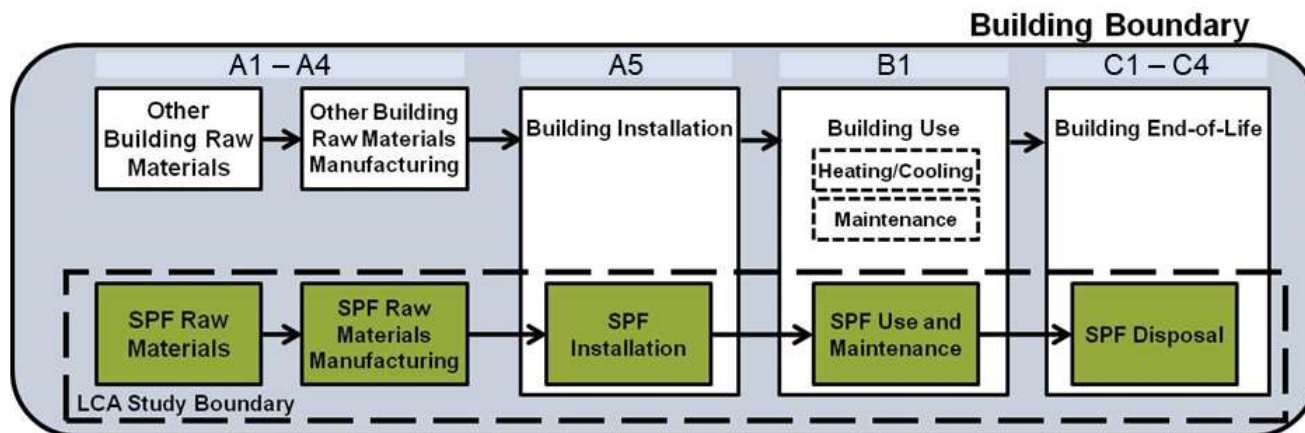 Building Boundary
A1 – A4
A5
B1
C1 – C4
Other
Building Raw
Materials
Other Building
Raw Materials
Manufacturing
Building Installation
Building Use
Heating/Cooling
Maintenance
Building End-of-Life
SPF Raw
Materials
SPF Raw
Materials
Manufacturing
SPF
Installation
SPF Use and
Maintenance
SPF Disposal
LCA Study Boundary